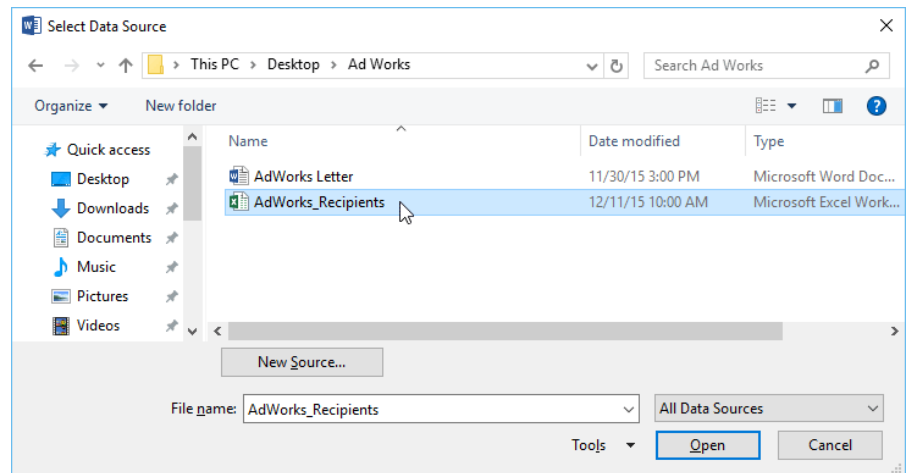 Select Data Source
This PC > Desktop > Ad Works
Search Ad Works
Organize New folder
Name Date modified Type
Quick access
Desktop
Downloads
Documents
Music
Pictures
Videos
AdWorks Letter 11/30/15 3:00 PM Microsoft Word Doc...
AdWorks_Recipients 12/11/15 10:00 AM Microsoft Excel Work...
New Source...
File name: AdWorks_Recipients All Data Sources
Tools Open Cancel